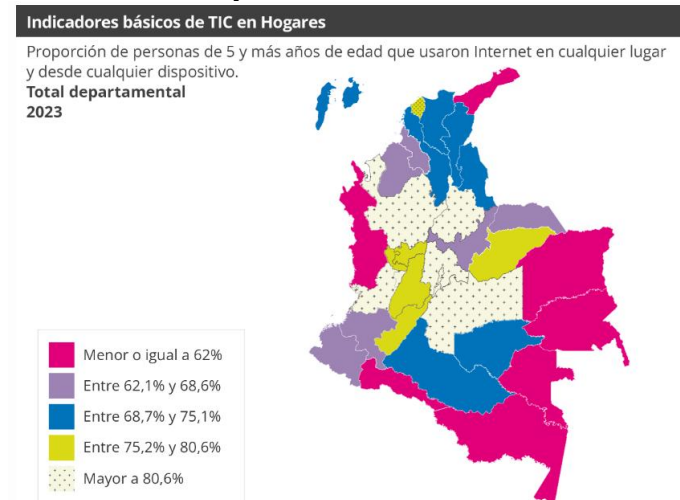 Indicadores básicos de TIC en Hogares
Proporción de personas de 5 y más años de edad que usaron Internet en cualquier lugar
y desde cualquier dispositivo.
Total departamental
2023
Menor o igual a 62%
Entre 62,1% y 68,6%
Entre 68,7% y 75,1%
Entre 75,2% y 80,6%
Mayor a 80,6%